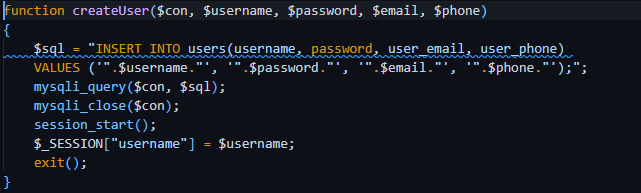 function createUser($con, $username, $password, $email, $phone)
{
    $sql = "INSERT INTO users(username, password, user_email, user_phone)
    VALUES ('".$username."', '".$password."', '".$email."', '".$phone."');";
    mysqli_query($con, $sql);
    mysqli_close($con);
    session_start();
    $_SESSION["username"] = $username;
    exit();
}